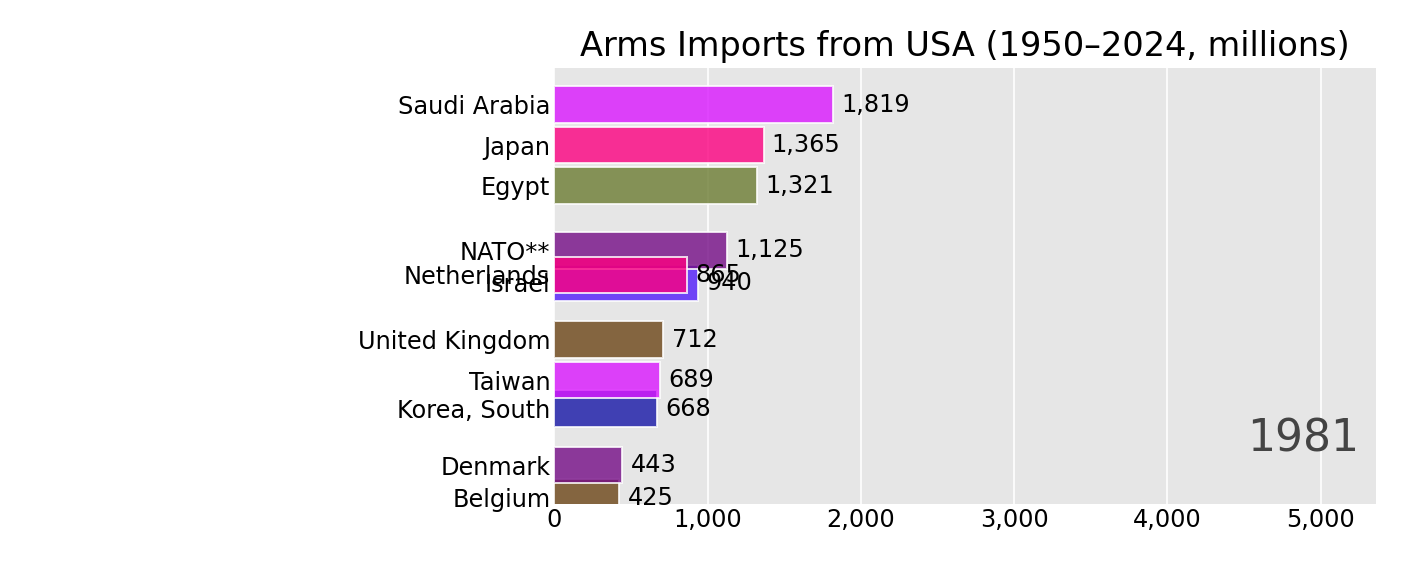 Arms Imports from USA (1950–2024, millions)
Saudi Arabia 1,819
Japan 1,365
Egypt 1,321
NATO** 1,125
Netherlands 865
Israel 940
United Kingdom 712
Taiwan 689
Korea, South 668
1981
Denmark 443
Belgium 425
0 1,000 2,000 3,000 4,000 5,000